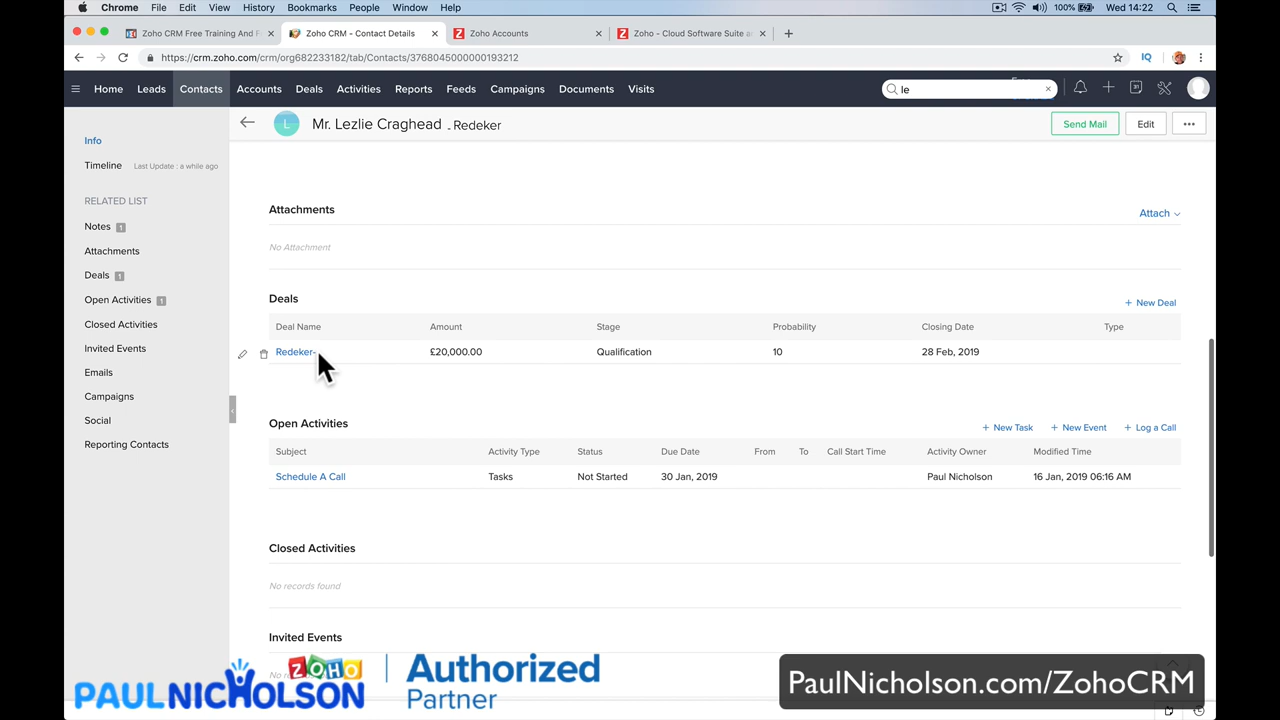 Chrome File Edit View History Bookmarks People Window Help 100% Wed 14:22
Zoho CRM Free Training And F
Zoho CRM - Contact Details
Zoho Accounts
Zoho - Cloud Software Suite a
https://crm.zoho.com/crm/org682233182/tab/Contacts/3768045000000193212
IQ
Home Leads Contacts Accounts Deals Activities Reports Feeds Campaigns Documents Visits
le
L
Mr. Lezlie Craghead - Redeker
Send Mail
Edit
Info
Timeline Last Update : a while ago
RELATED LIST
Notes 1
Attachments
Deals 1
Open Activities 1
Closed Activities
Invited Events
Emails
Campaigns
Social
Reporting Contacts
Attachments
Attach
No Attachment
Deals
+ New Deal
Deal Name Amount Stage Probability Closing Date Type
Redeker- £20,000.00 Qualification 10 28 Feb, 2019
Open Activities
+ New Task + New Event + Log a Call
Subject Activity Type Status Due Date From To Call Start Time Activity Owner Modified Time
Schedule A Call Tasks Not Started 30 Jan, 2019 Paul Nicholson 16 Jan, 2019 06:16 AM
Closed Activities
No records found
Invited Events
PAULNICHOLSON
ZOHO
Authorized
Partner
PaulNicholson.com/ZohoCRM